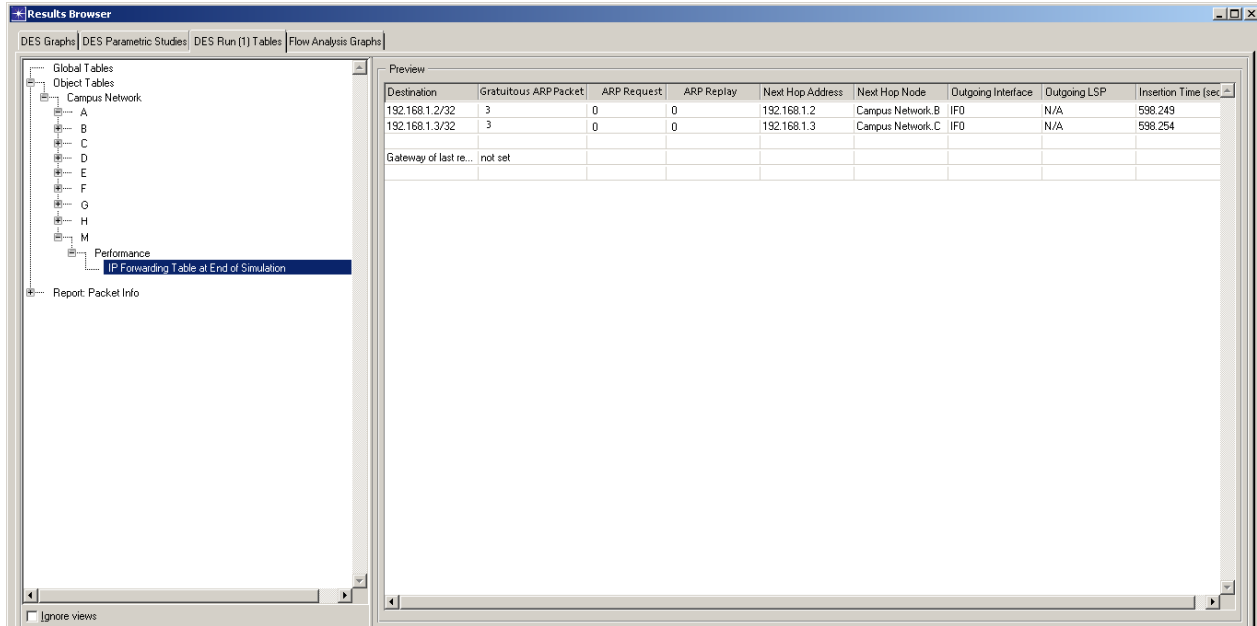 Results Browser
DES Graphs DES Parametric Studies DES Run (1) Tables Flow Analysis Graphs
Global Tables
Object Tables
Campus Network
A
B
C
D
E
F
G
H
M
Performance
IP Forwarding Table at End of Simulation
Report: Packet Info
Ignore views
Preview
Destination Gratuitous ARP Packet ARP Request ARP Replay Next Hop Address Next Hop Node Outgoing Interface Outgoing LSP Insertion Time (sec
192.168.1.2/32 3 0 0 192.168.1.2 Campus Network.B IF0 N/A 598.249
192.168.1.3/32 3 0 0 192.168.1.3 Campus Network.C IF0 N/A 598.254
Gateway of last re... not set